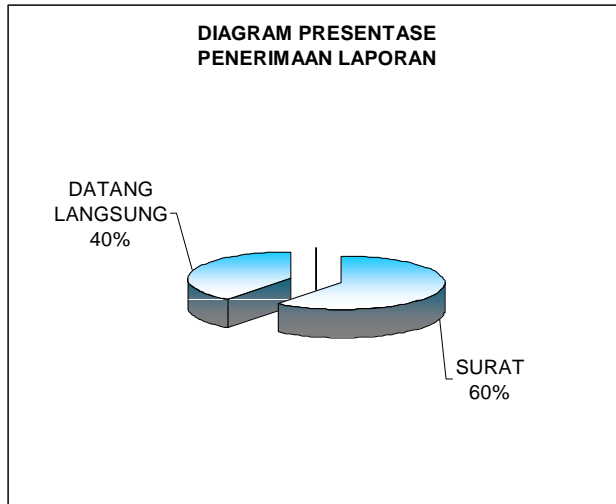 DIAGRAM PRESENTASE
PENERIMAAN LAPORAN
DATANG
LANGSUNG
40%
SURAT
60%